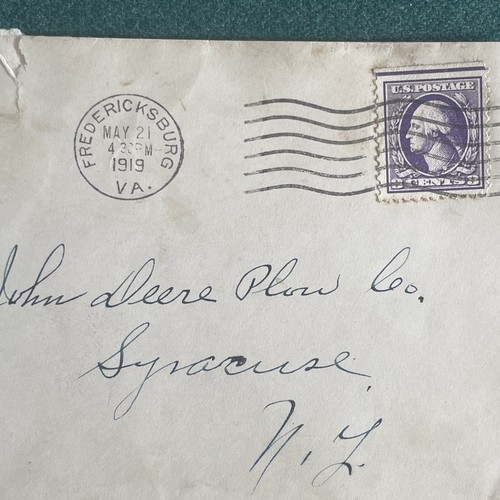 FREDERICKSBURG
MAY 21
1919
VA.
U.S.POSTAGE
3 CENTS 3
John Deere Plow Co.
Syracuse
N.Y.